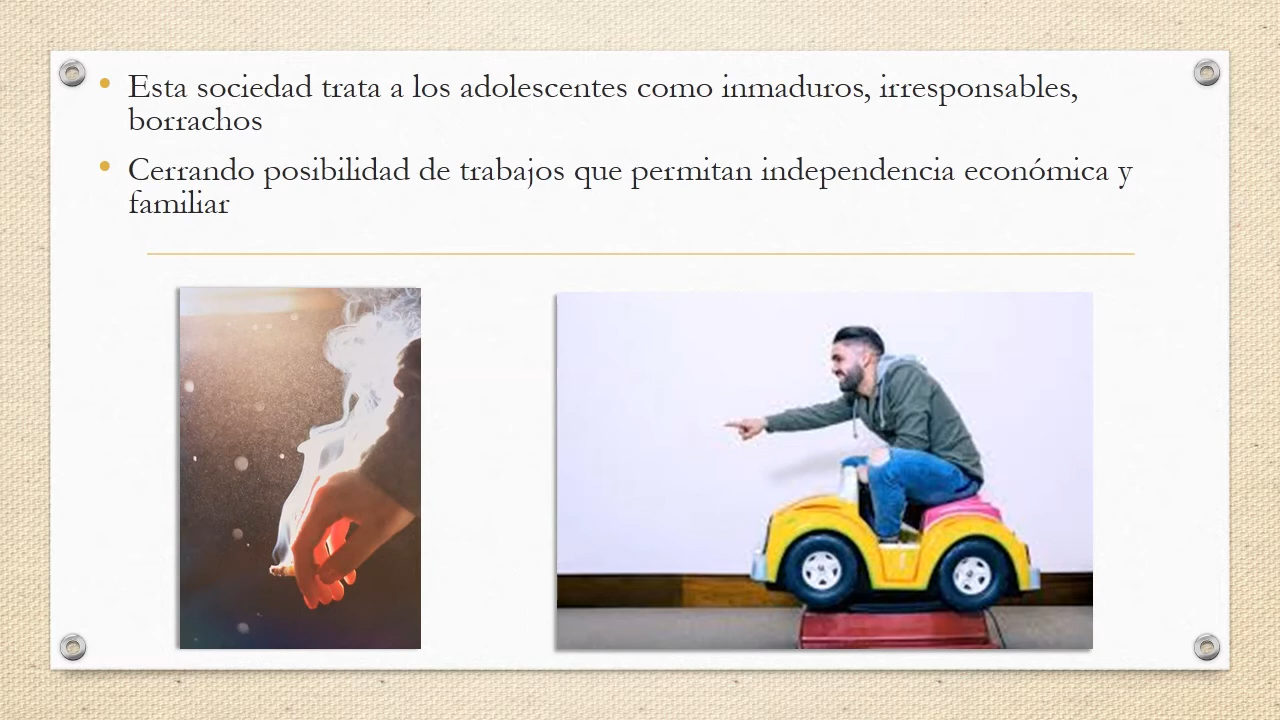 Esta sociedad trata a los adolescentes como inmaduros, irresponsables,
borrachos
Cerrando posibilidad de trabajos que permitan independencia económica y
familiar